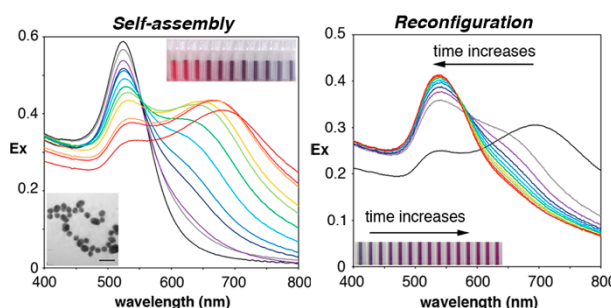 Self-assembly
0.6
0.4
Ex
0.2
0
400 500 600 700 800
wavelength (nm)
Reconfiguration
0.5
time increases
0.4
0.3
Ex
0.2
time increases
0.1
400 500 600 700 800
wavelength (nm)